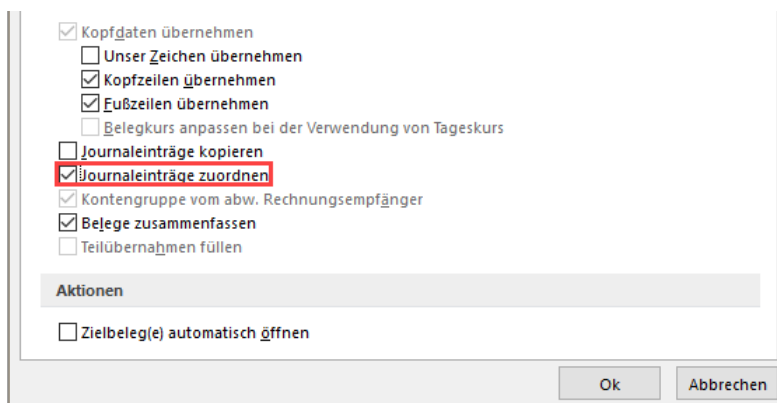 Kopfdaten übernehmen
Unser Zeichen übernehmen
Kopfzeilen übernehmen
Fußzeilen übernehmen
Belegkurs anpassen bei der Verwendung von Tageskurs
Journaleinträge kopieren
Journaleinträge zuordnen
Kontengruppe vom abw. Rechnungsempfänger
Belege zusammenfassen
Teilübernahmen füllen
Aktionen
Zielbeleg(e) automatisch öffnen
Ok Abbrechen